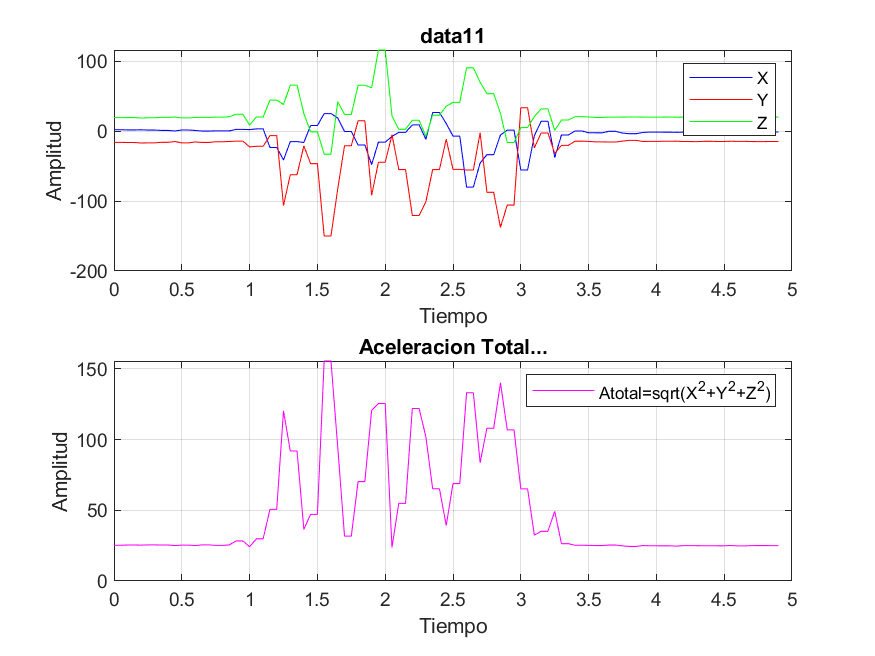 data11
100
0
-100
-200
Amplitud
X
Y
Z
0 0.5 1 1.5 2 2.5 3 3.5 4 4.5 5
Tiempo
Aceleracion Total...
150
100
50
0
Amplitud
Atotal=sqrt(X²+Y²+Z²)
0 0.5 1 1.5 2 2.5 3 3.5 4 4.5 5
Tiempo